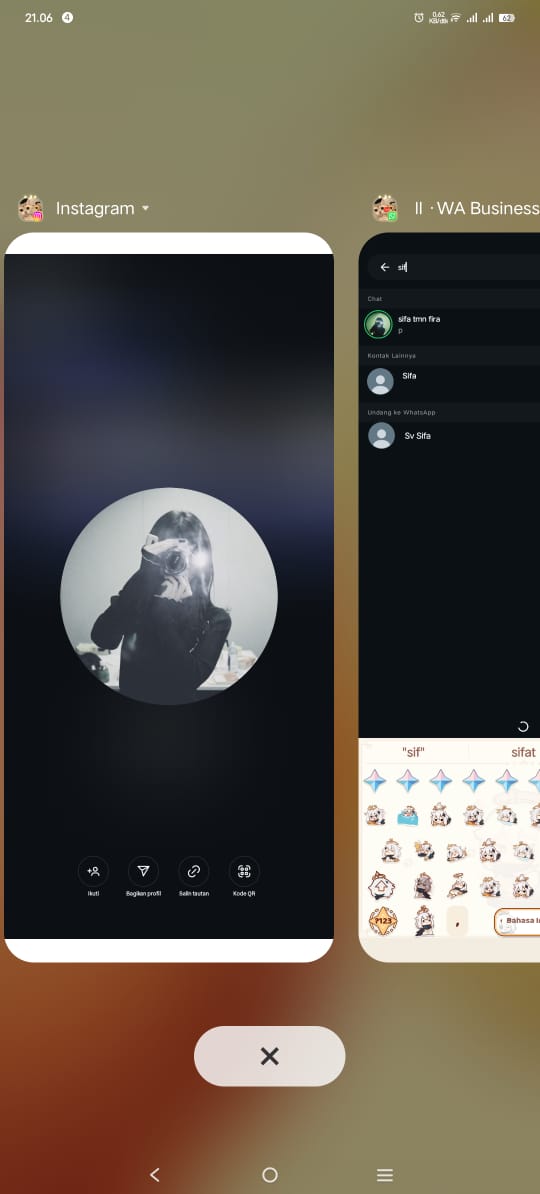 21.06
4
0.62
KB/dtk
62
Instagram
ll · WA Business
sif
Chat
sifa tmn fira
p
Kontak Lainnya
Sifa
Undang ke WhatsApp
Sv Sifa
"sif"
sifat
Ikuti
Bagikan profil
Salin tautan
Kode QR
?123
,
Bahasa